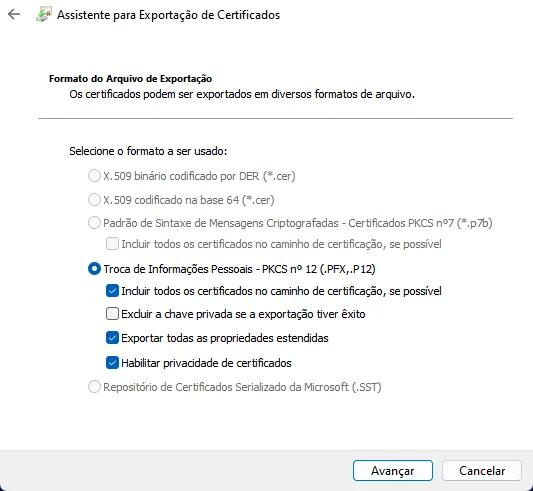 Assistente para Exportação de Certificados
Formato do Arquivo de Exportação
Os certificados podem ser exportados em diversos formatos de arquivo.
Selecione o formato a ser usado:
X.509 binário codificado por DER (*.cer)
X.509 codificado na base 64 (*.cer)
Padrão de Sintaxe de Mensagens Criptografadas - Certificados PKCS nº7 (*.p7b)
Incluir todos os certificados no caminho de certificação, se possível
Troca de Informações Pessoais - PKCS nº 12 (.PFX,.P12)
Incluir todos os certificados no caminho de certificação, se possível
Excluir a chave privada se a exportação tiver êxito
Exportar todas as propriedades estendidas
Habilitar privacidade de certificados
Repositório de Certificados Serializado da Microsoft (.SST)
Avançar
Cancelar